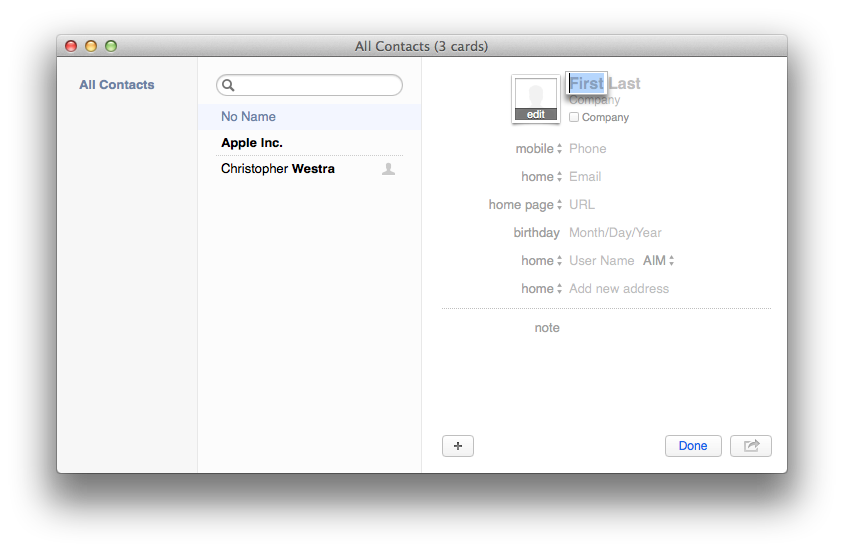 All Contacts (3 cards)
All Contacts
No Name
Apple Inc.
Christopher Westra
First Last
Company
edit
Company
mobile Phone
home Email
home page URL
birthday Month/Day/Year
home User Name AIM
home Add new address
note
+ Done